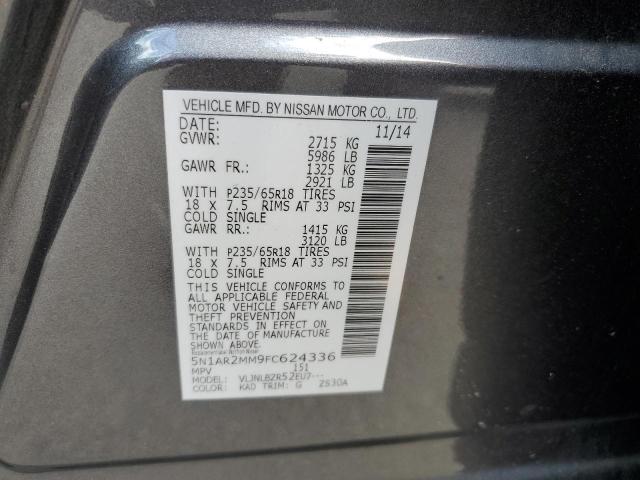 VEHICLE MFD. BY NISSAN MOTOR CO., LTD.
DATE: 11/14
GVWR: 2715 KG
5986 LB
GAWR FR.: 1325 KG
2921 LB
WITH P235/65R18 TIRES
18 X 7.5 RIMS AT 33 PSI
COLD SINGLE
GAWR RR.: 1415 KG
3120 LB
WITH P235/65R18 TIRES
18 X 7.5 RIMS AT 33 PSI
COLD SINGLE
THIS VEHICLE CONFORMS TO
ALL APPLICABLE FEDERAL
MOTOR VEHICLE SAFETY AND
THEFT PREVENTION
STANDARDS IN EFFECT ON
THE DATE OF MANUFACTURE
SHOWN ABOVE
5N1AR2MM9FC624336
MPV 151
MODEL: VLJNLBZR52EU7---
COLOR: KAD TRIM: G ZS30A